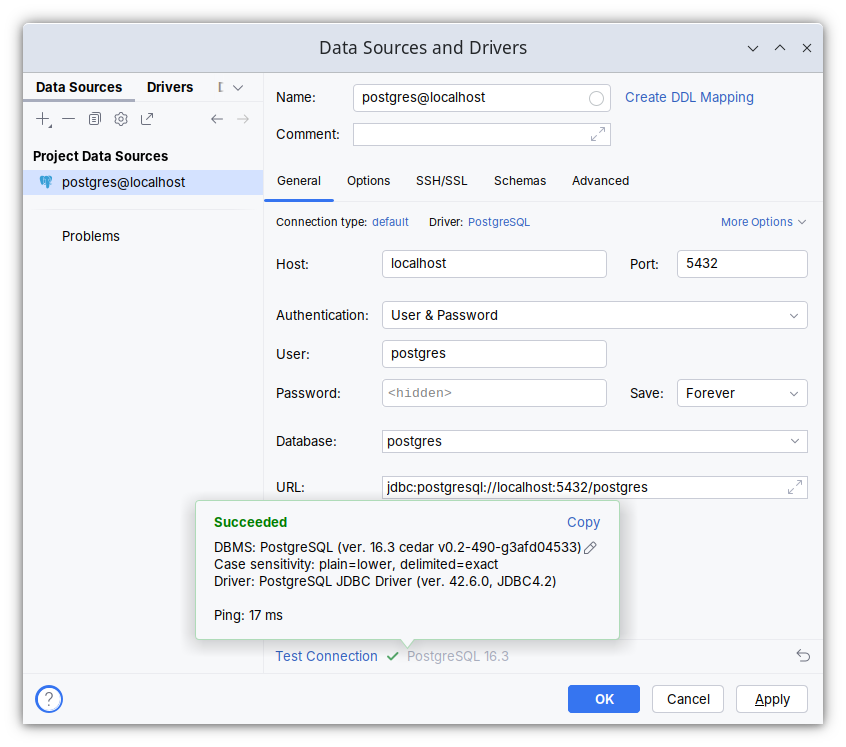 Data Sources and Drivers
Data Sources Drivers
Project Data Sources
postgres@localhost
Problems
Name: postgres@localhost Create DDL Mapping
Comment:
General Options SSH/SSL Schemas Advanced
Connection type: default Driver: PostgreSQL More Options
Host: localhost Port: 5432
Authentication: User & Password
User: postgres
Password: <hidden> Save: Forever
Database: postgres
URL: jdbc:postgresql://localhost:5432/postgres
Succeeded Copy
DBMS: PostgreSQL (ver. 16.3 cedar v0.2-490-g3afd04533)
Case sensitivity: plain=lower, delimited=exact
Driver: PostgreSQL JDBC Driver (ver. 42.6.0, JDBC4.2)
Ping: 17 ms
Test Connection PostgreSQL 16.3
? OK Cancel Apply